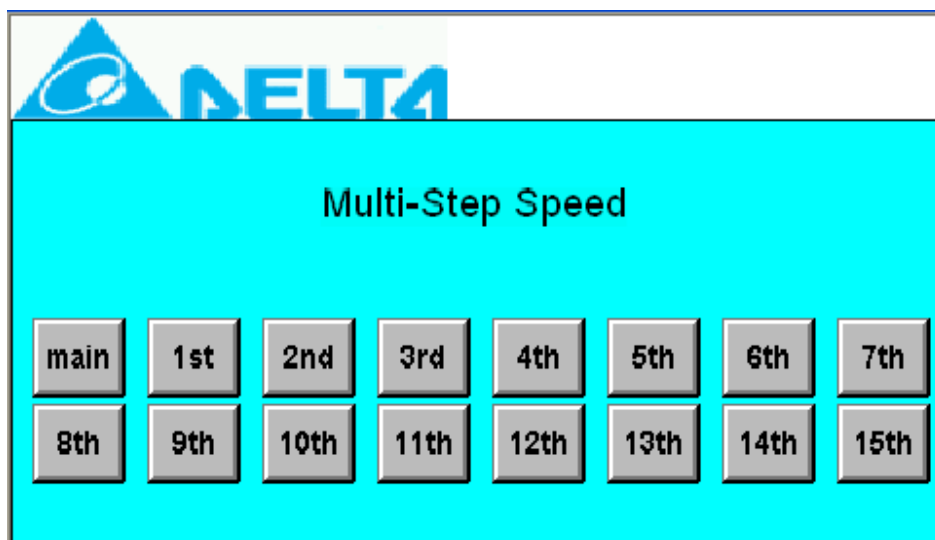 DELTA
Multi-Step Speed
main 1st 2nd 3rd 4th 5th 6th 7th
8th 9th 10th 11th 12th 13th 14th 15th